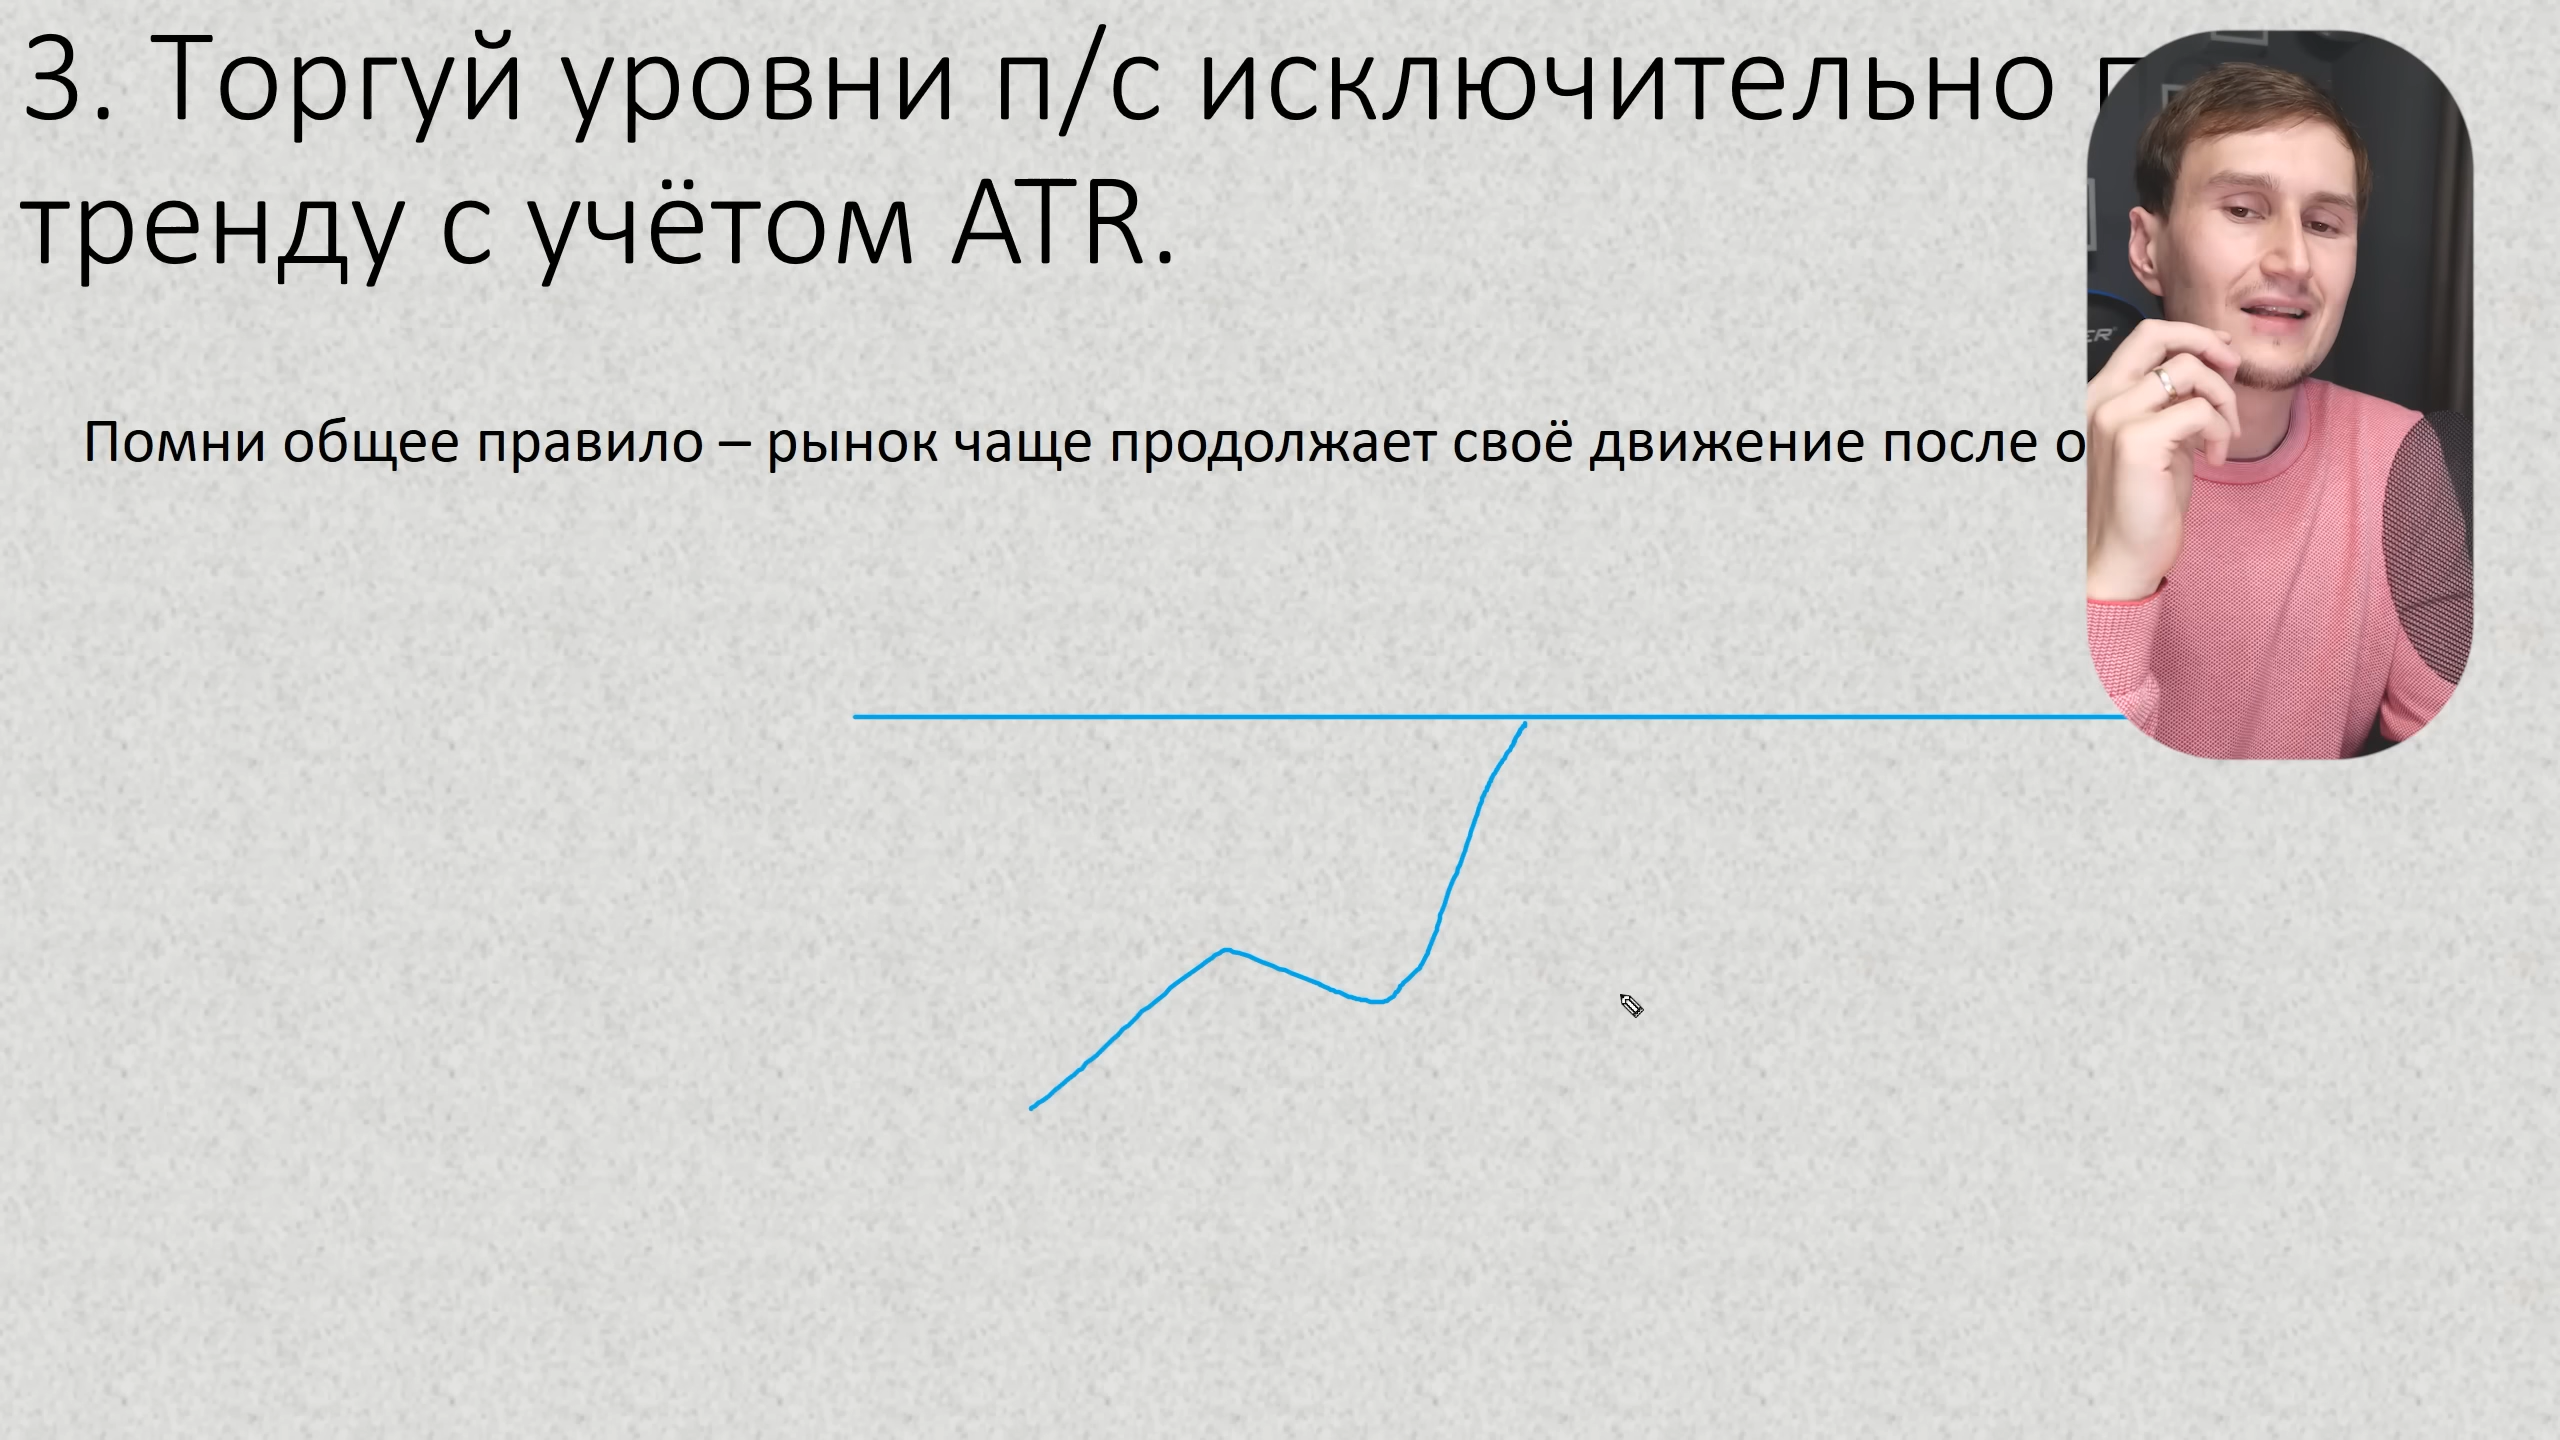 3. Торгуй уровни п/с исключительно
тренду с учётом ATR.
Помни общее правило – рынок чаще продолжает своё движение после